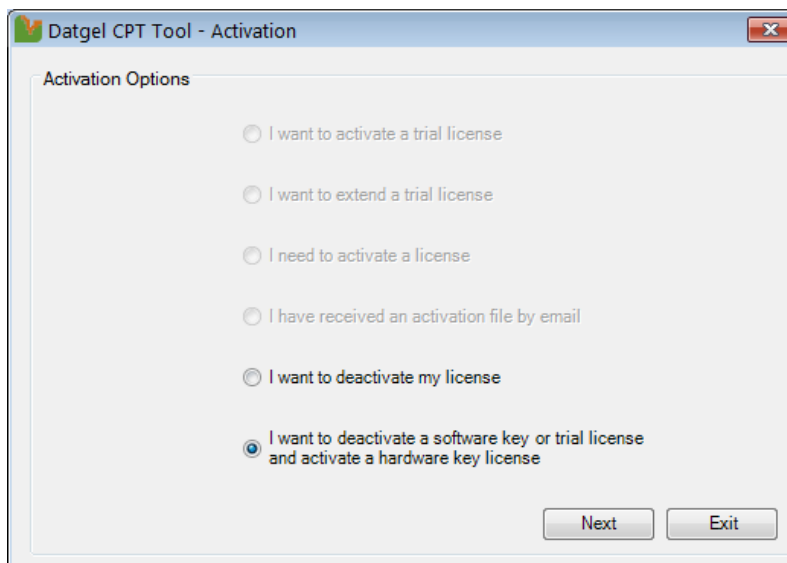 Datgel CPT Tool - Activation
Activation Options
I want to activate a trial license
I want to extend a trial license
I need to activate a license
I have received an activation file by email
I want to deactivate my license
I want to deactivate a software key or trial license
and activate a hardware key license
Next Exit